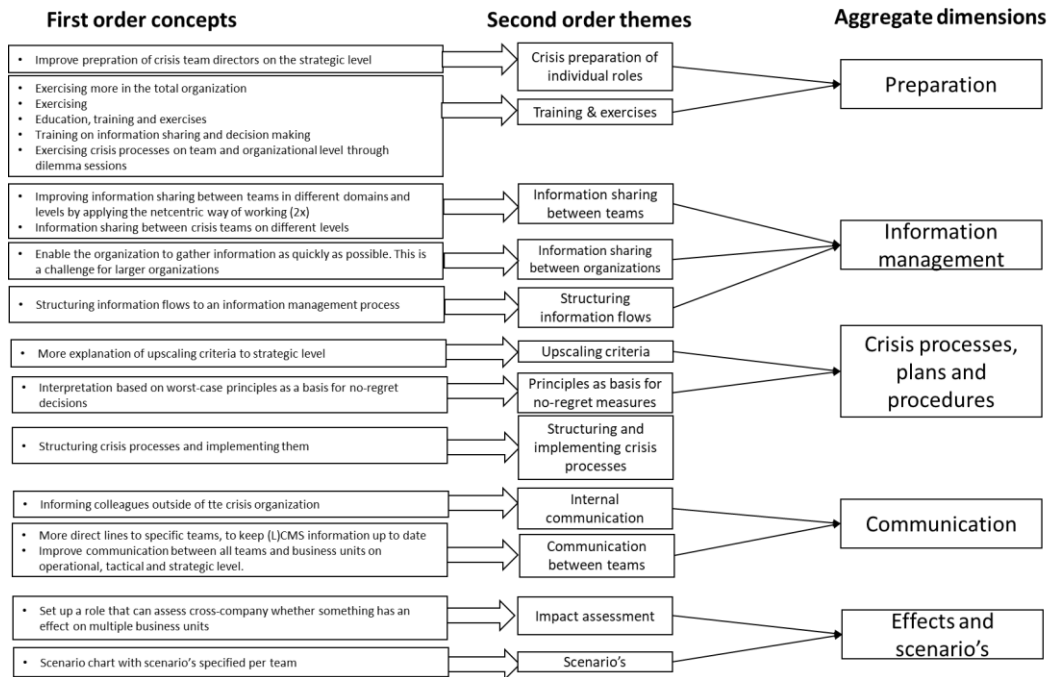 First order concepts
Second order themes
Aggregate dimensions
• Improve prepration of crisis team directors on the strategic level
Crisis preparation
of individual roles
Preparation
• Exercising more in the total organization
• Exercising
• Education, training and exercises
• Training on information sharing and decision making
• Exercising crisis processes on team and organizational level through
dilemma sessions
Training & exercises
• Improving information sharing between teams in different domains and
levels by applying the netcentric way of working (2x)
• Information sharing between crisis teams on different levels
Information sharing
between teams
Information
management
• Enable the organization to gather information as quickly as possible. This is
a challenge for larger organizations
Information sharing
between organizations
• Structuring information flows to an information management process
Structuring
information flows
• More explanation of upscaling criteria to strategic level
Upscaling criteria
Crisis processes,
plans and
procedures
• Interpretation based on worst-case principles as a basis for no-regret
decisions
Principles as basis for
no-regret measures
• Structuring crisis processes and implementing them
Structuring and
implementing crisis
processes
• Informing colleagues outside of tte crisis organization
Internal
communication
Communication
• More direct lines to specific teams, to keep (L)CMS information up to date
• Improve communication between all teams and business units on
operational, tactical and strategic level.
Communication
between teams
• Set up a role that can assess cross-company whether something has an
effect on multiple business units
Impact assessment
Effects and
scenario's
• Scenario chart with scenario's specified per team
Scenario's